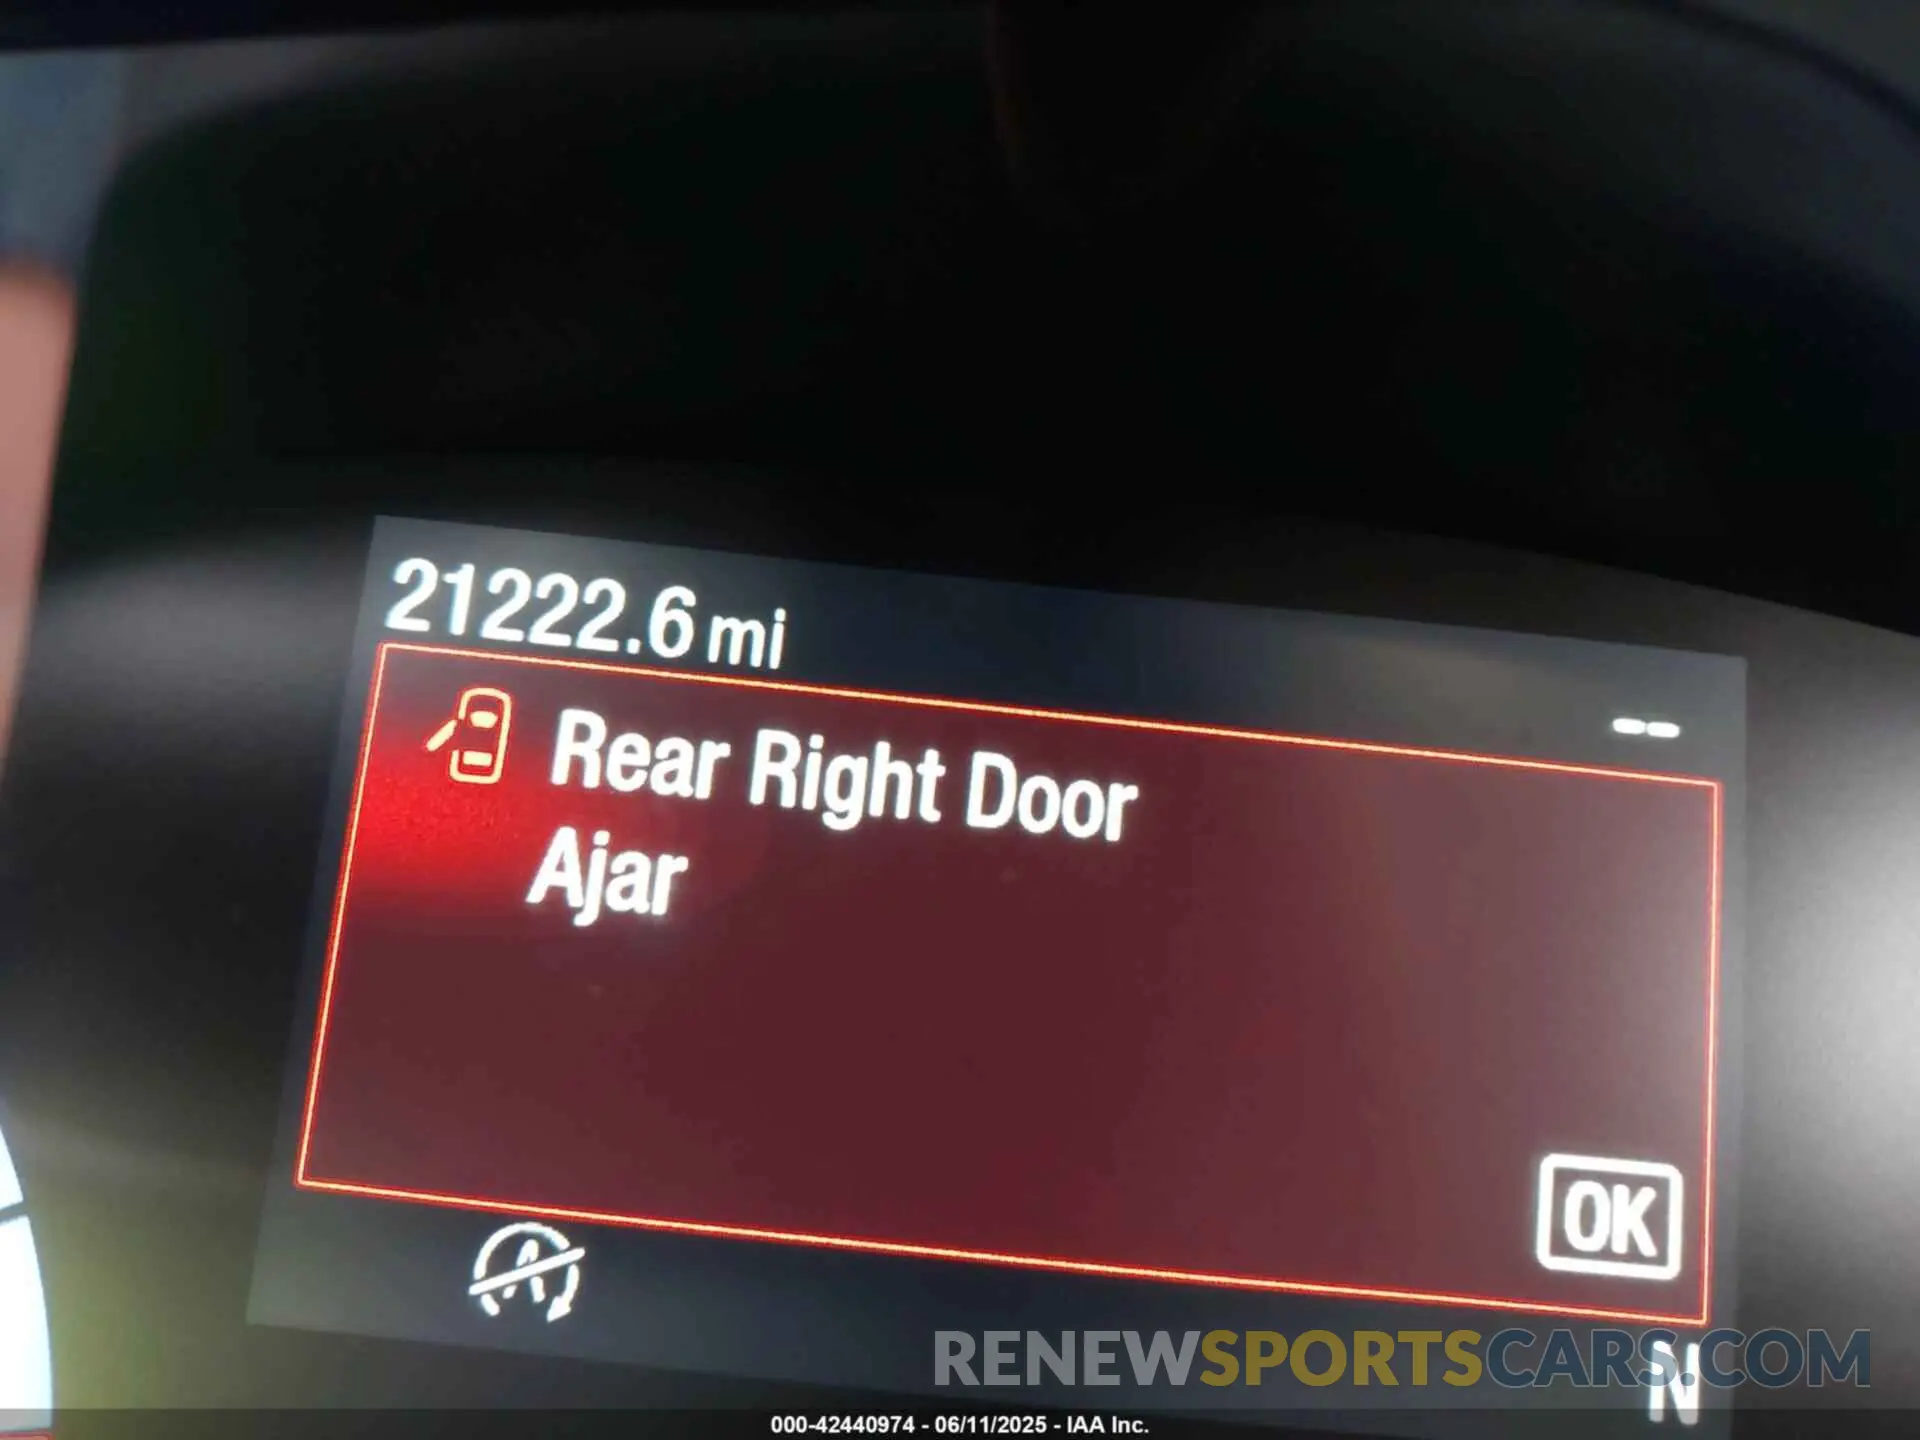 21222.6 mi
--
Rear Right Door
Ajar
OK
A
N
RENEWSPORTSCARS.COM
000-42440974 - 06/11/2025 - IAA Inc.